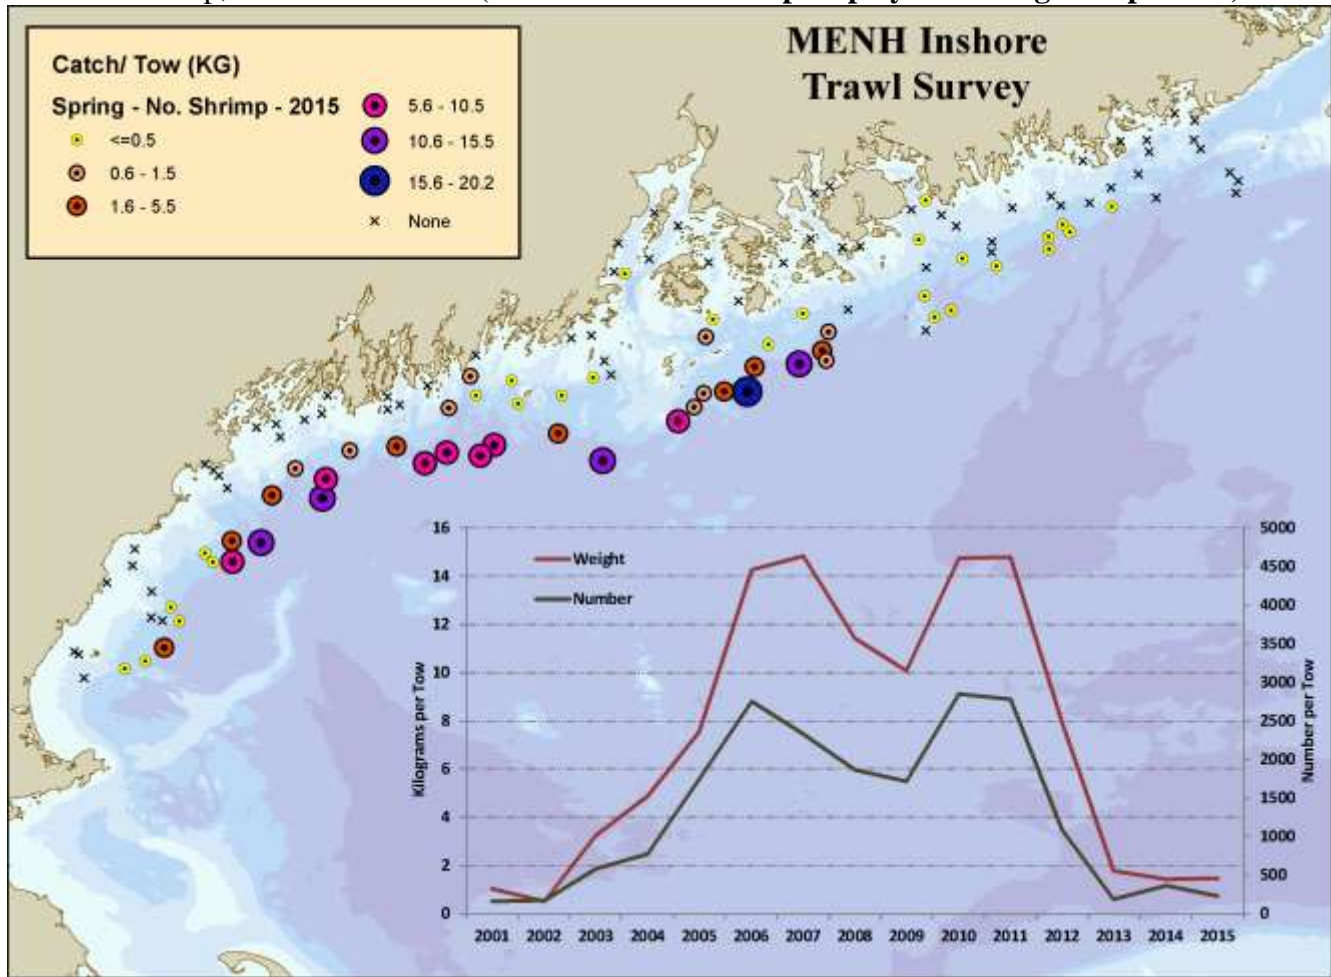 MENH Inshore
Trawl Survey
Catch/ Tow (KG)
Spring - No. Shrimp - 2015
<=0.5
0.6 - 1.5
1.6 - 5.5
5.6 - 10.5
10.6 - 15.5
15.6 - 20.2
None
Weight
Number
Kilograms per Tow
16
14
12
10
8
6
4
2
0
Number per Tow
5000
4500
4000
3500
3000
2500
2000
1500
1000
500
0
2001 2002 2003 2004 2005 2006 2007 2008 2009 2010 2011 2012 2013 2014 2015